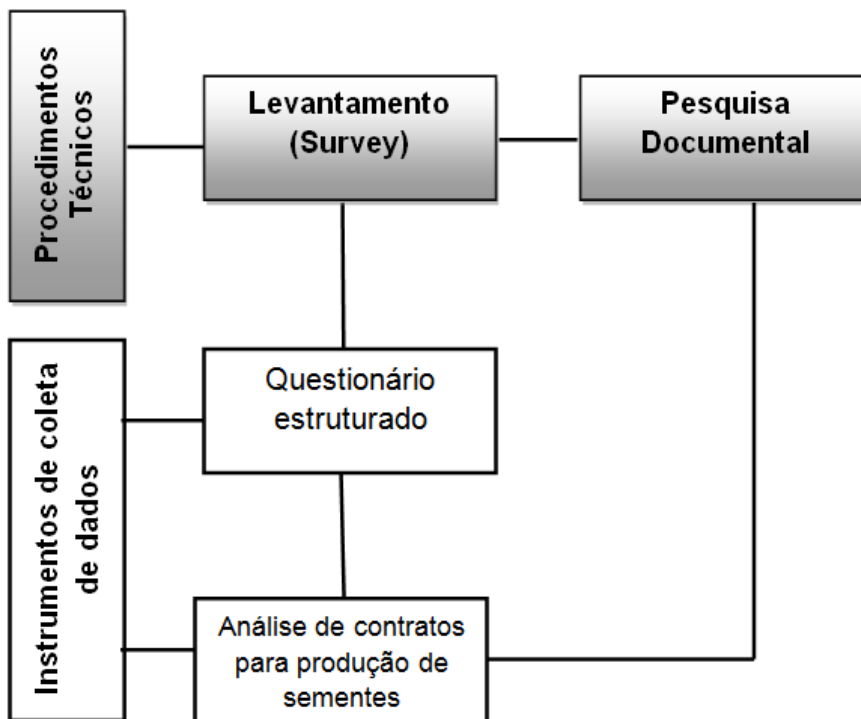 Procedimentos
Técnicos
Levantamento
(Survey)
Pesquisa
Documental
Instrumentos de coleta
de dados
Questionário
estruturado
Análise de contratos
para produção de
sementes